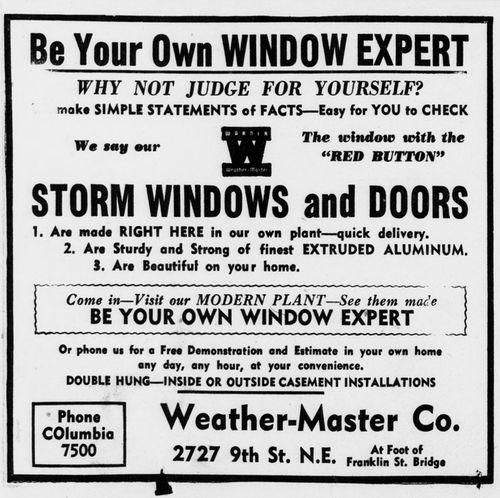 Be Your Own WINDOW EXPERT
WHY NOT JUDGE FOR YOURSELF?
make SIMPLE STATEMENTS of FACTS—Easy for YOU to CHECK
We say our
WARNER
W
Weather-Master
The window with the
"RED BUTTON"
STORM WINDOWS and DOORS
1. Are made RIGHT HERE in our own plant—quick delivery.
2. Are Sturdy and Strong of finest EXTRUDED ALUMINUM.
3. Are Beautiful on your home.
Come in—Visit our MODERN PLANT—See them made
BE YOUR OWN WINDOW EXPERT
Or phone us for a Free Demonstration and Estimate in your own home
any day, any hour, at your convenience.
DOUBLE HUNG—INSIDE OR OUTSIDE CASEMENT INSTALLATIONS
Phone
COlumbia
7500
Weather-Master Co.
2727 9th St. N.E.
At Foot of
Franklin St. Bridge